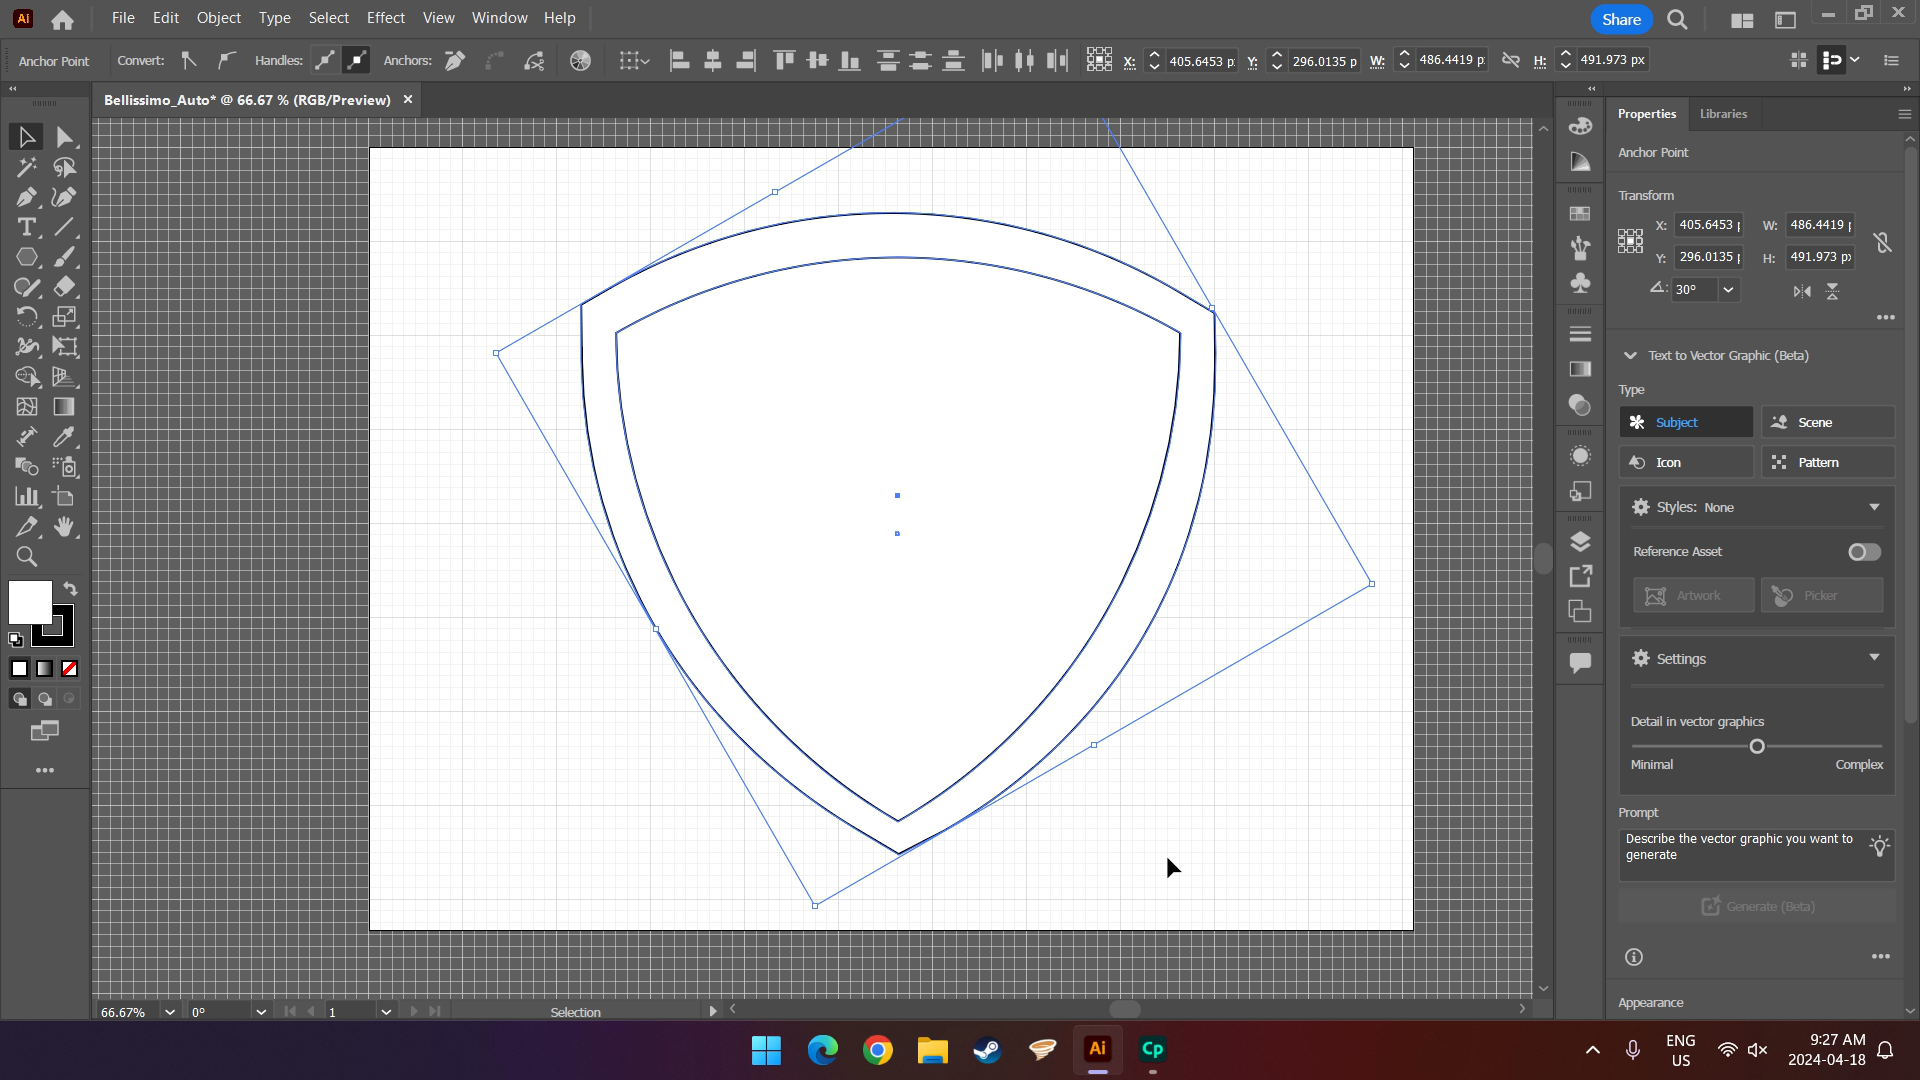 Ai File Edit Object Type Select Effect View Window Help Share
Anchor Point Convert: Handles: Anchors: X: 405.6453 p Y: 296.0135 p W: 486.4419 p H: 491.973 px
Bellissimo_Auto* @ 66.67 % (RGB/Preview) ×
Properties Libraries
Anchor Point
Transform
X: 405.6453 p W: 486.4419 p
Y: 296.0135 p H: 491.973 px
30°
Text to Vector Graphic (Beta)
Type
Subject Scene
Icon Pattern
Styles: None
Reference Asset
Artwork Picker
Settings
Detail in vector graphics
Minimal Complex
Prompt
Describe the vector graphic you want to
generate
Generate (Beta)
Appearance
66.67% 0° 1 Selection
Ai Cp
ENG
US
9:27 AM
2024-04-18